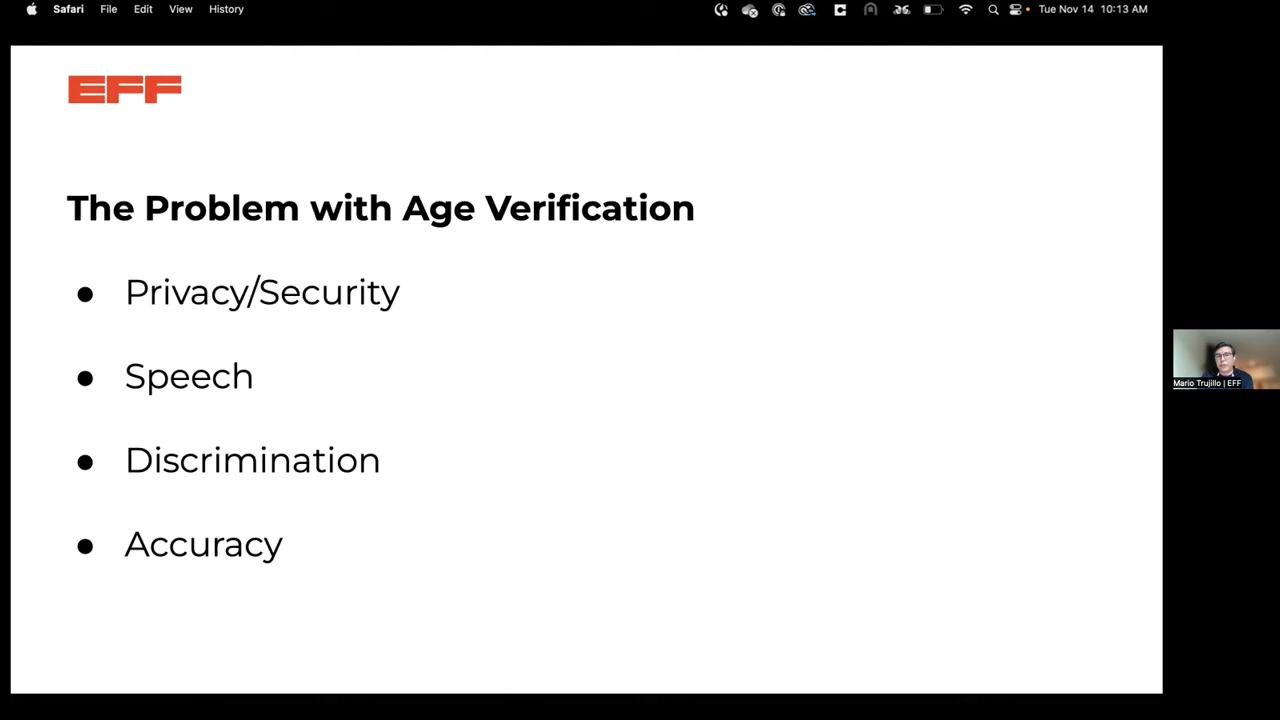 Safari File Edit View History Tue Nov 14 10:13 AM
EFF
The Problem with Age Verification
● Privacy/Security
● Speech
● Discrimination
● Accuracy
Mario Trujillo | EFF